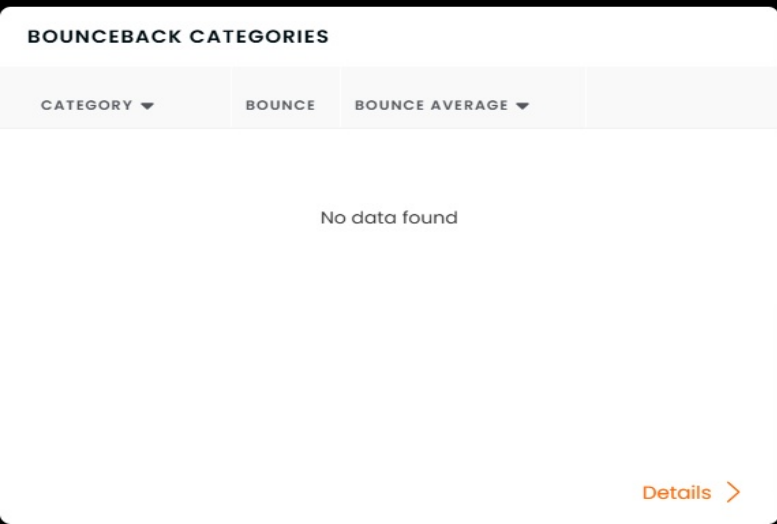 BOUNCEBACK CATEGORIES
CATEGORY BOUNCE BOUNCE AVERAGE
No data found
Details